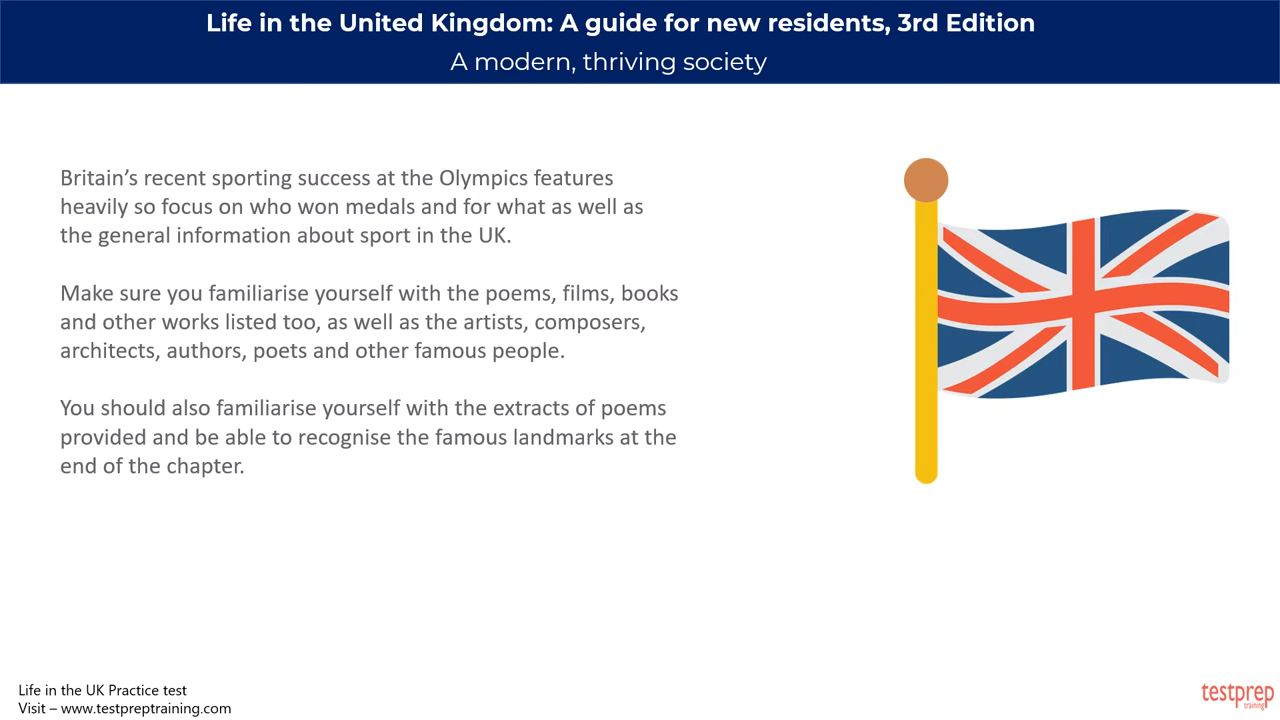 Life in the United Kingdom: A guide for new residents, 3rd Edition
A modern, thriving society
Britain’s recent sporting success at the Olympics features
heavily so focus on who won medals and for what as well as
the general information about sport in the UK.
Make sure you familiarise yourself with the poems, films, books
and other works listed too, as well as the artists, composers,
architects, authors, poets and other famous people.
You should also familiarise yourself with the extracts of poems
provided and be able to recognise the famous landmarks at the
end of the chapter.
Life in the UK Practice test
Visit – www.testpreptraining.com
testprep
training